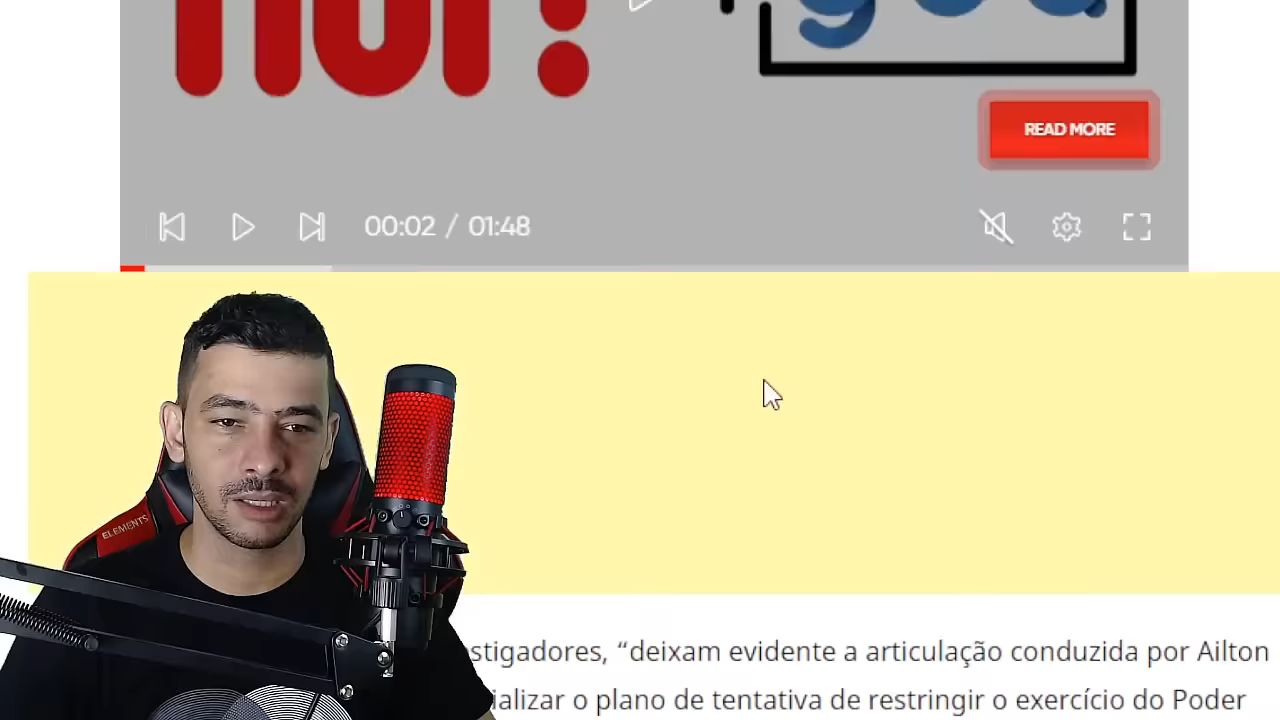 READ MORE
00:02 / 01:48
ELEMENTS
stigadores, “deixam evidente a articulação conduzida por Ailton
ializar o plano de tentativa de restringir o exercício do Poder